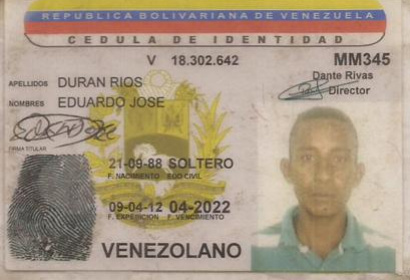 REPUBLICA BOLIVARIANA DE VENEZUELA
CEDULA DE IDENTIDAD
V 18.302.642 MM345
Dante Rivas
Director
APELLIDOS DURAN RIOS
NOMBRES EDUARDO JOSE
FIRMA TITULAR
21-09-88 SOLTERO
F. NACIMIENTO EDO CIVIL
09-04-12 04-2022
F. EXPEDICION F. VENCIMIENTO
VENEZOLANO